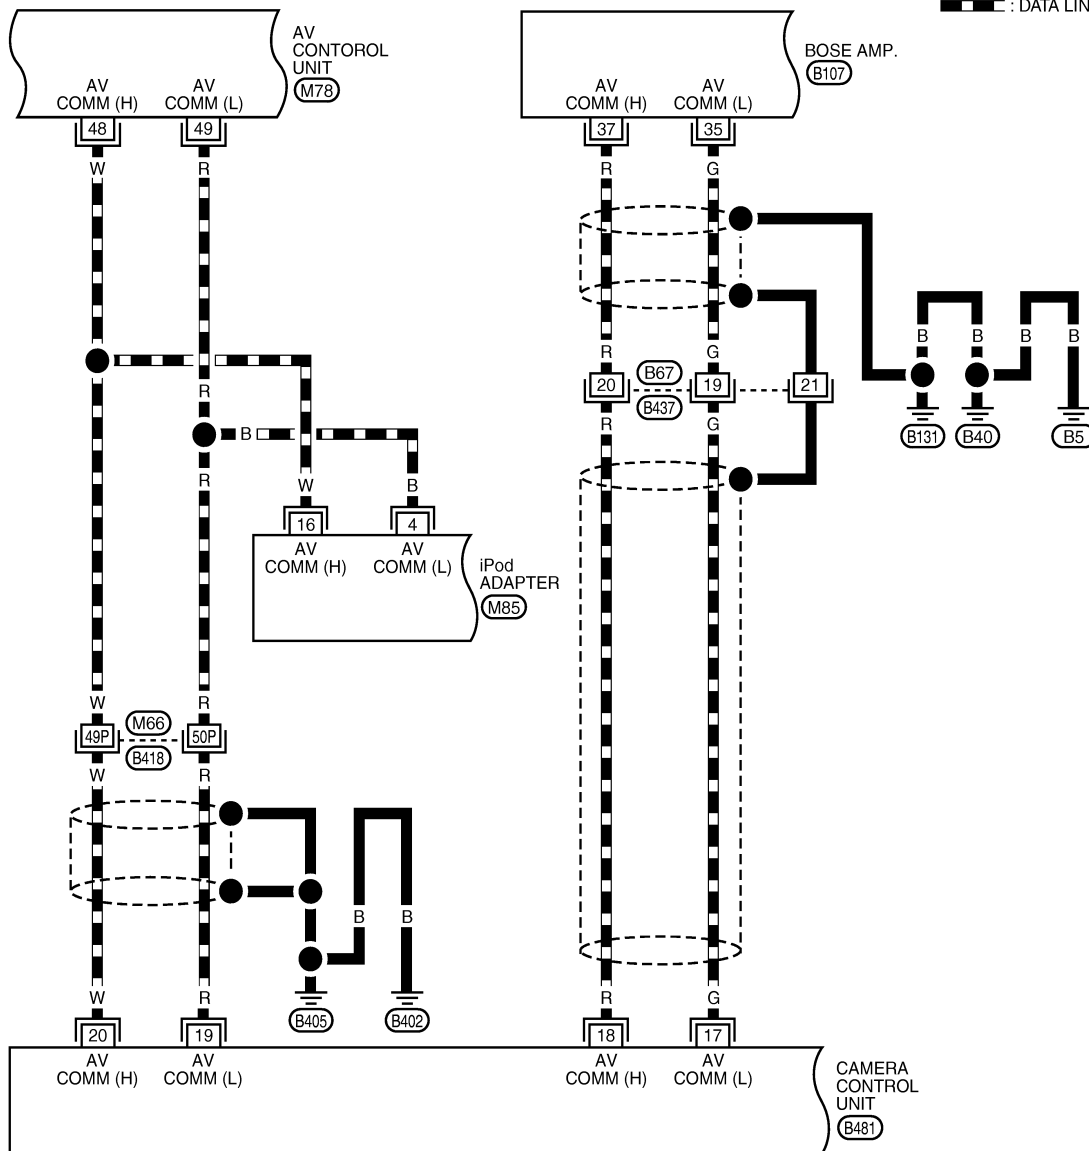 : DATA LIN
AV
CONTOROL
UNIT
M78
AV
COMM (H)
AV
COMM (L)
48
49
BOSE AMP.
B107
AV
COMM (H)
AV
COMM (L)
37
35
W
R
R
G
R
B
R
W
B
16
4
AV
COMM (H)
AV
COMM (L)
iPod
ADAPTER
M85
R
G
20
B67
B437
19
21
R
G
B
B
B
B
B131
B40
B5
W
R
49P
M66
B418
50P
W
R
B
B
B405
B402
W
R
R
G
20
19
18
17
AV
COMM (H)
AV
COMM (L)
AV
COMM (H)
AV
COMM (L)
CAMERA
CONTROL
UNIT
B481